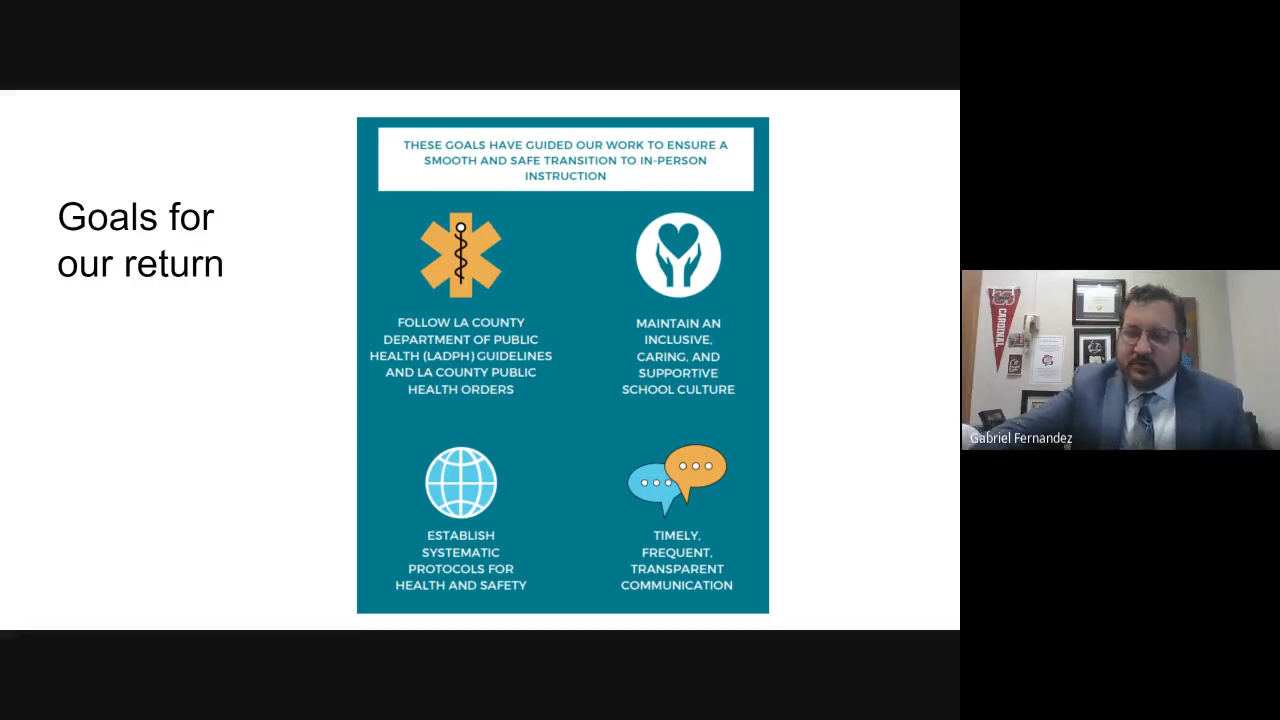 Goals for
our return
THESE GOALS HAVE GUIDED OUR WORK TO ENSURE A
SMOOTH AND SAFE TRANSITION TO IN-PERSON
INSTRUCTION
FOLLOW LA COUNTY
DEPARTMENT OF PUBLIC
HEALTH (LADPH) GUIDELINES
AND LA COUNTY PUBLIC
HEALTH ORDERS
MAINTAIN AN
INCLUSIVE,
CARING, AND
SUPPORTIVE
SCHOOL CULTURE
ESTABLISH
SYSTEMATIC
PROTOCOLS FOR
HEALTH AND SAFETY
TIMELY,
FREQUENT,
TRANSPARENT
COMMUNICATION
CARDINAL
Gabriel Fernandez